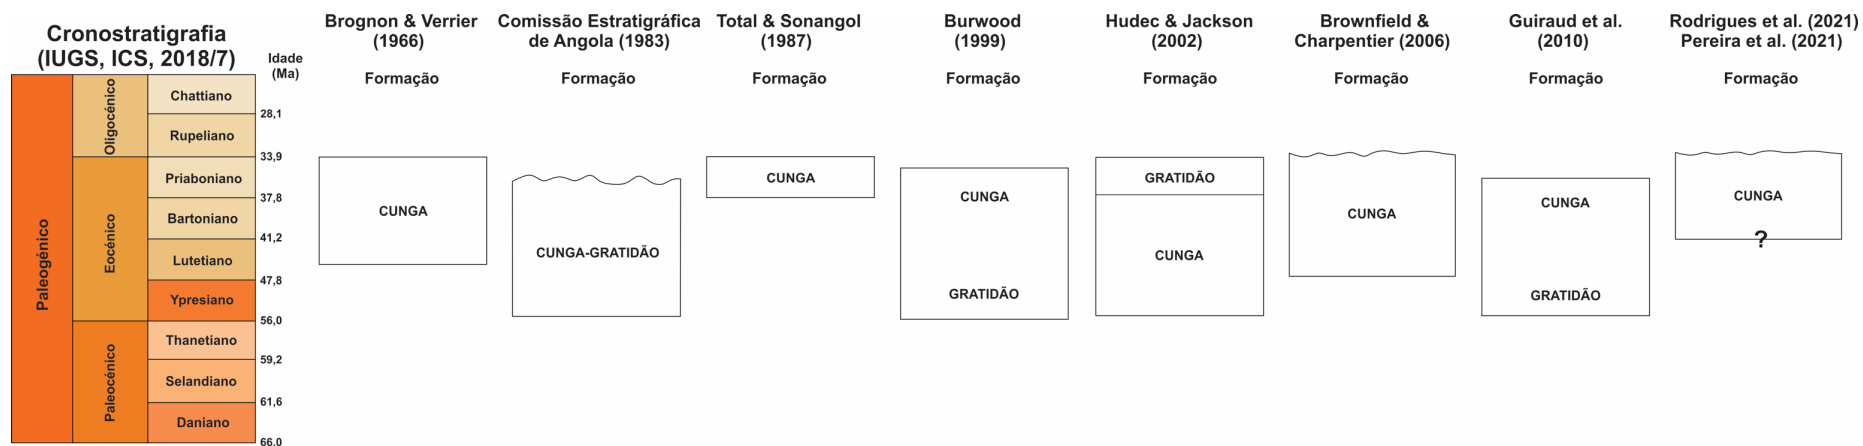 Cronostratigrafia
(IUGS, ICS, 2018/7)
Idade
(Ma)
Paleogénico
Oligocénico
Eocénico
Paleocénico
Chattiano
28,1
Rupeliano
33,9
Priaboniano
37,8
Bartoniano
41,2
Lutetiano
47,8
Ypresiano
56,0
Thanetiano
59,2
Selandiano
61,6
Daniano
66,0
Brognon & Verrier
(1966)
Formação
CUNGA
Comissão Estratigráfica
de Angola (1983)
Formação
CUNGA-GRATIDÃO
Total & Sonangol
(1987)
Formação
CUNGA
Burwood
(1999)
Formação
CUNGA
GRATIDÃO
Hudec & Jackson
(2002)
Formação
GRATIDÃO
CUNGA
Brownfield &
Charpentier (2006)
Formação
CUNGA
Guiraud et al.
(2010)
Formação
CUNGA
GRATIDÃO
Rodrigues et al. (2021)
Pereira et al. (2021)
Formação
CUNGA
?